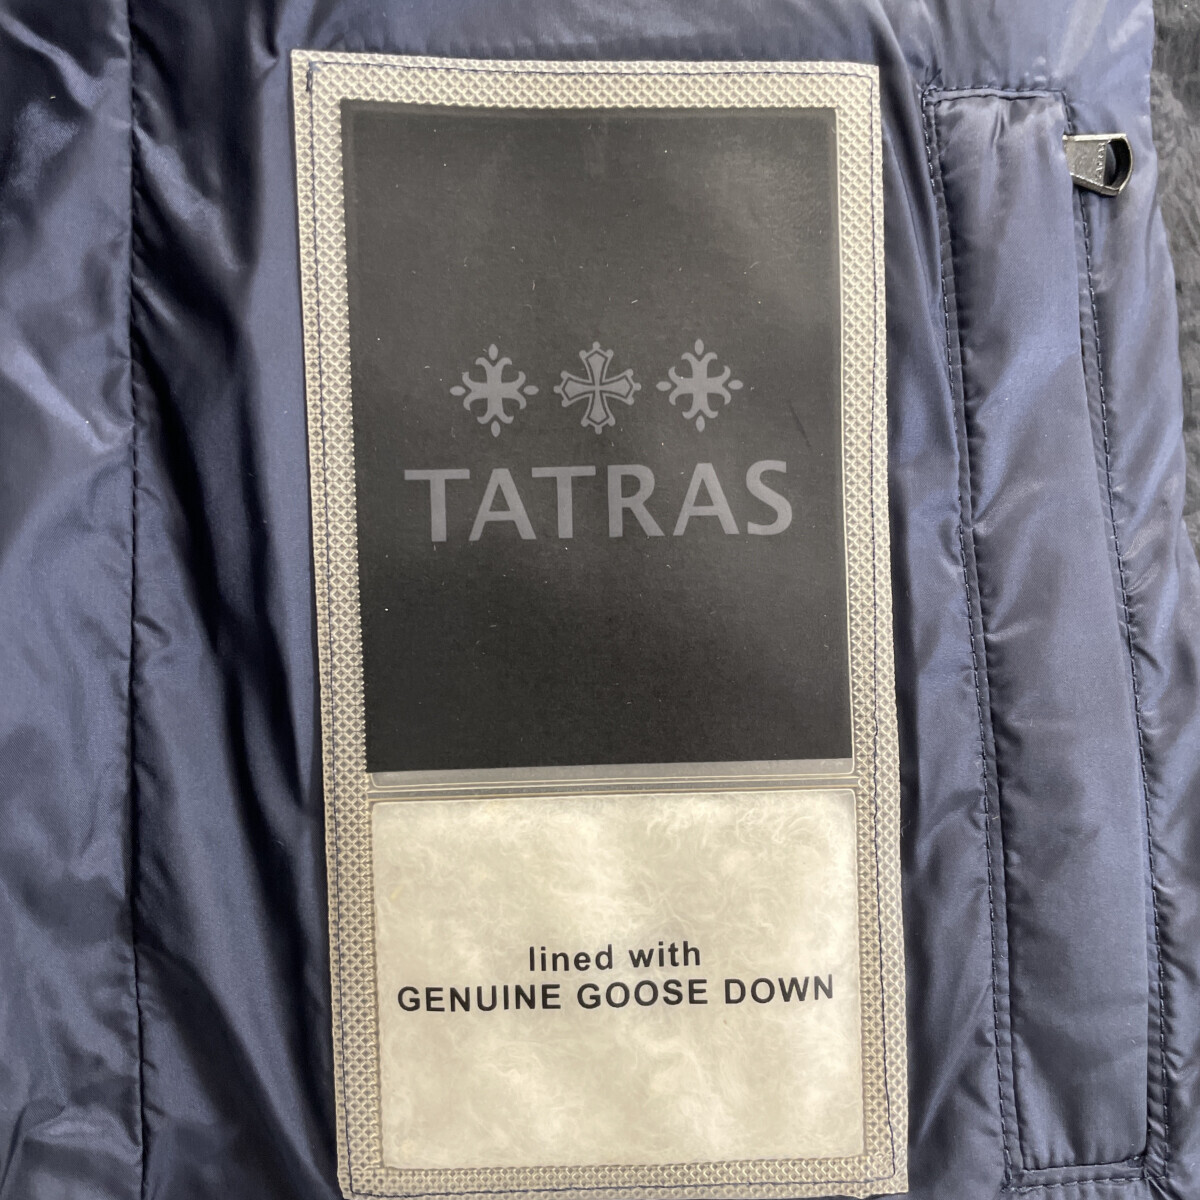 TATRAS
lined with
GENUINE GOOSE DOWN